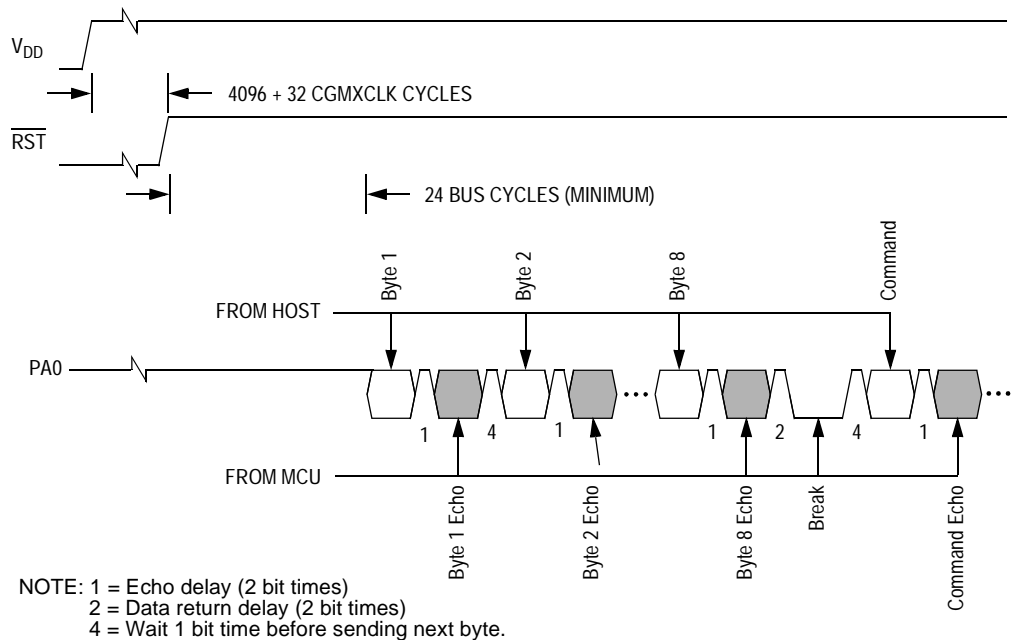 VDD
4096 + 32 CGMXCLK CYCLES
RST
24 BUS CYCLES (MINIMUM)
Byte 1
Byte 2
Byte 8
Command
FROM HOST
PA0
1
4
1
1
2
4
1
FROM MCU
Byte 1 Echo
Byte 2 Echo
Byte 8 Echo
Break
Command Echo
NOTE: 1 = Echo delay (2 bit times)
2 = Data return delay (2 bit times)
4 = Wait 1 bit time before sending next byte.